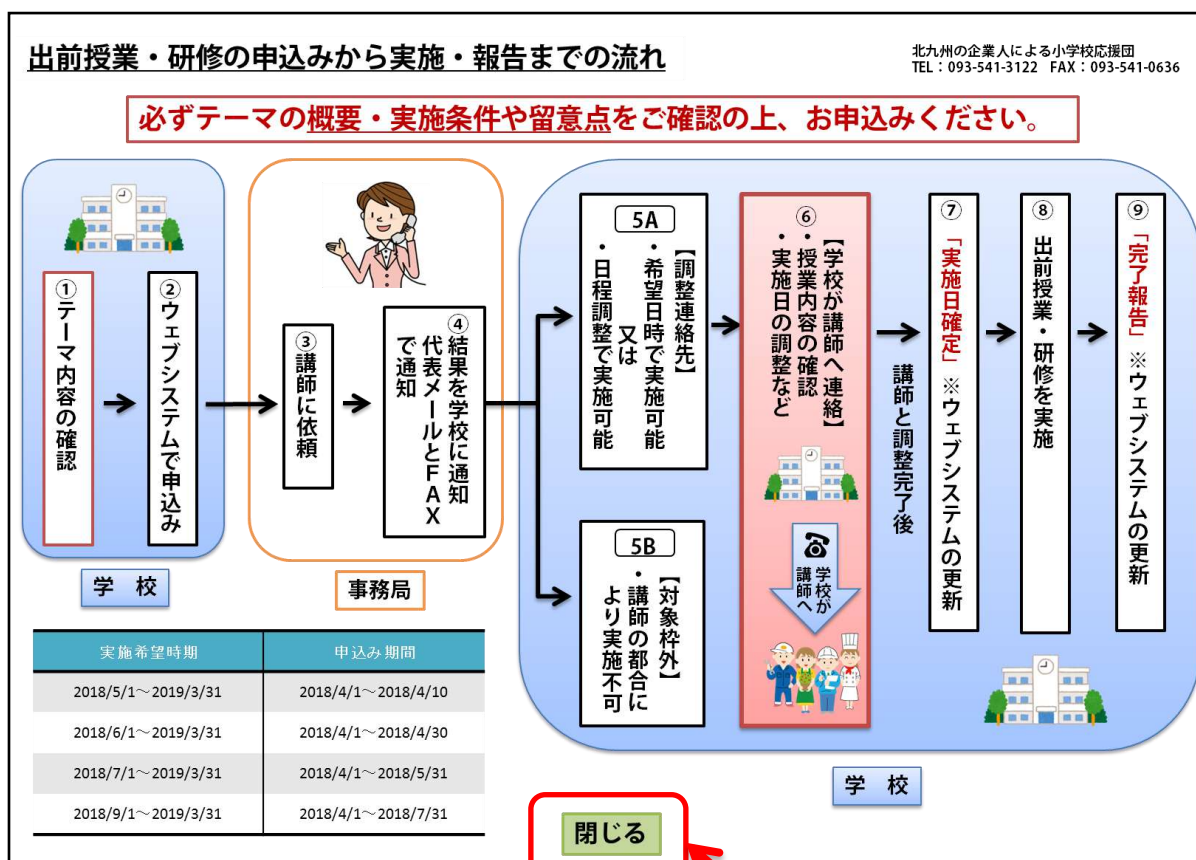 出前授業・研修の申込みから実施・報告までの流れ
北九州の企業人による小学校応援団
TEL：093-541-3122 FAX：093-541-0636
必ずテーマの概要・実施条件や留意点をご確認の上、お申込みください。
①
テーマ内容の確認
②
ウェブシステムで申込み
学 校
③
講師に依頼
④
結果を学校に通知
代表メールとＦＡＸ
で通知
事務局
5A
【調整連絡先】
・希望日時で実施可能
又は
・日程調整で実施可能
5B
【対象枠外】
・講師の都合に
より実施不可
⑥
【学校が講師へ連絡】
・授業内容の確認
・実施日の調整など
学校が
講師へ
講師と調整完了後
⑦
「実施日確定」※ウェブシステムの更新
⑧
出前授業・研修を実施
⑨
「完了報告」※ウェブシステムの更新
学 校
実施希望時期 申込み期間
2018/5/1～2019/3/31 2018/4/1～2018/4/10
2018/6/1～2019/3/31 2018/4/1～2018/4/30
2018/7/1～2019/3/31 2018/4/1～2018/5/31
2018/9/1～2019/3/31 2018/4/1～2018/7/31
閉じる